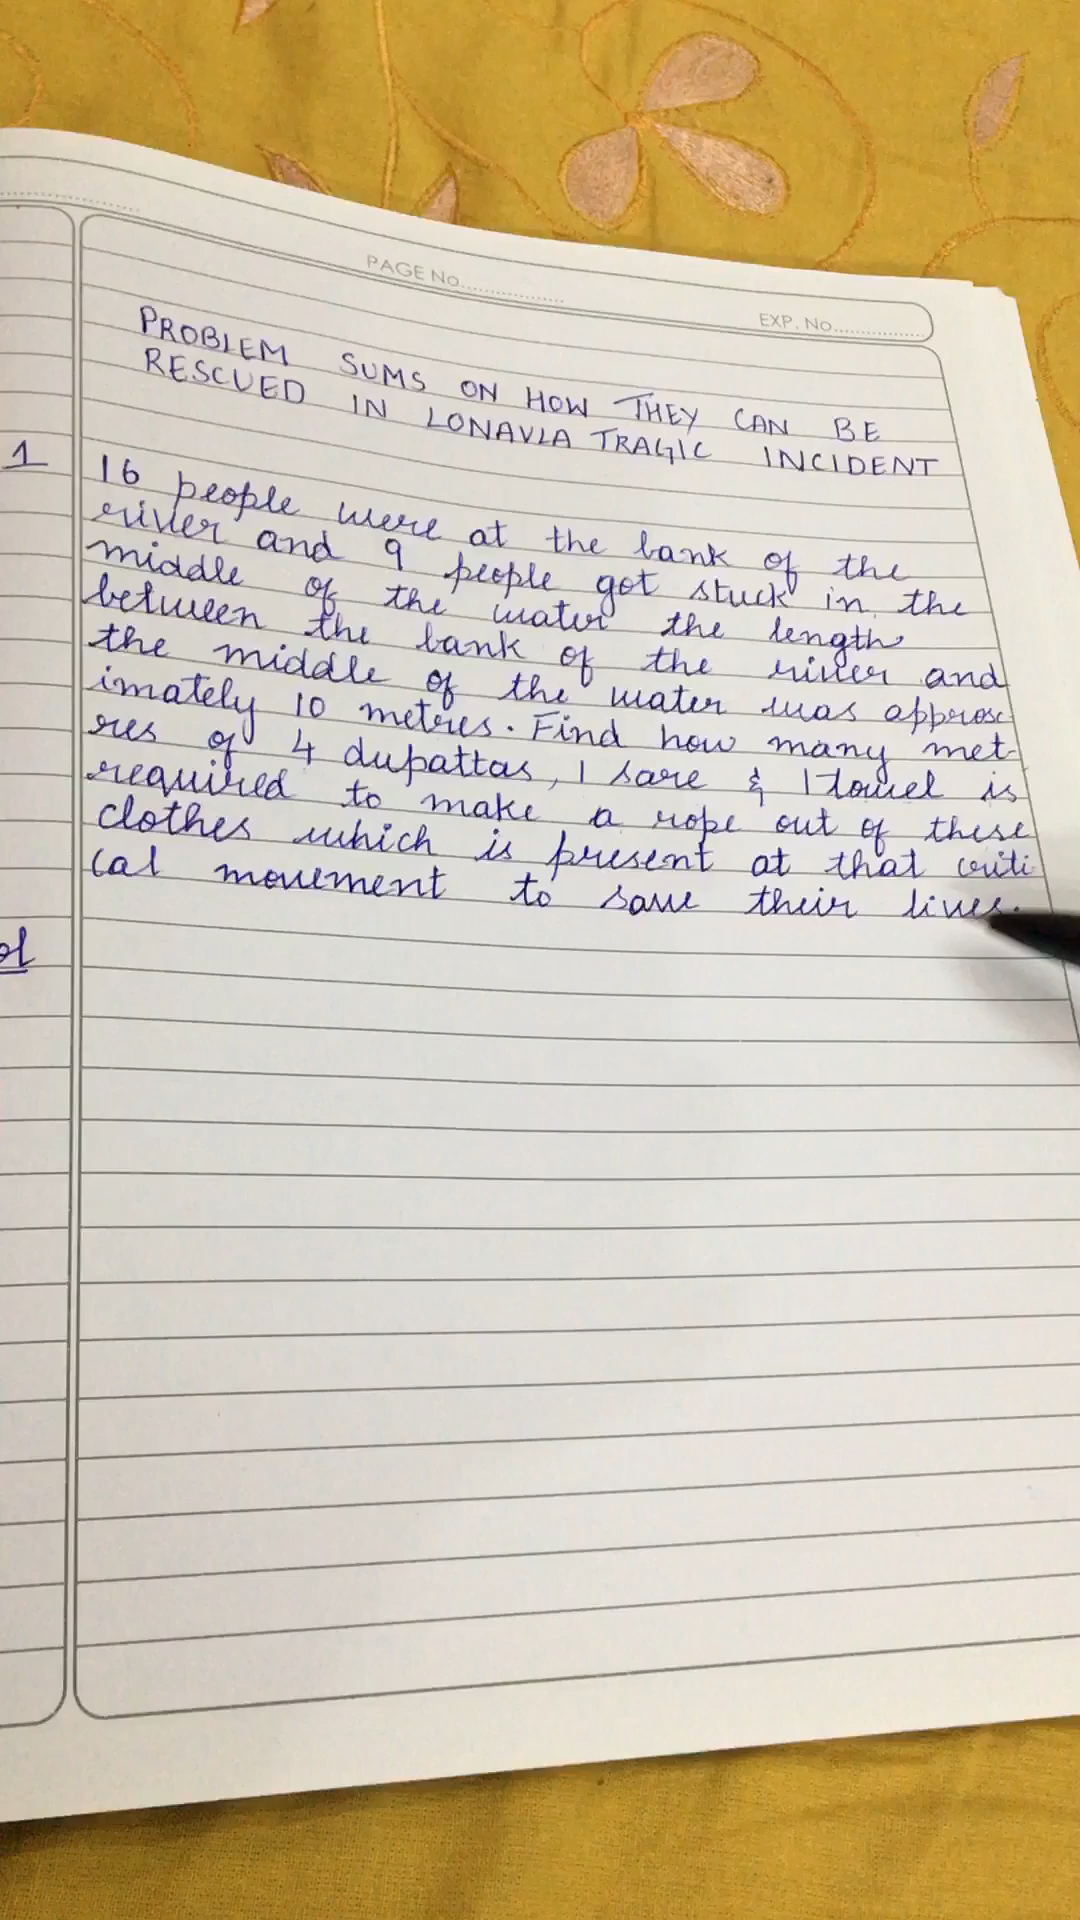 PAGE No.
EXP. No.
PROBLEM SUMS ON HOW THEY CAN BE
RESCUED IN LONAVLA TRAGIC INCIDENT
1 16 people were at the bank of the
river and 9 people got stuck in the
middle of the water the length
between the bank of the river and
the middle of the water was approx
imately 10 metres. Find how many met-
res of 4 dupattas, 1 sare & 1 towel is
required to make a rope out of these
clothes which is present at that criti
cal movement to save their lives.
ol